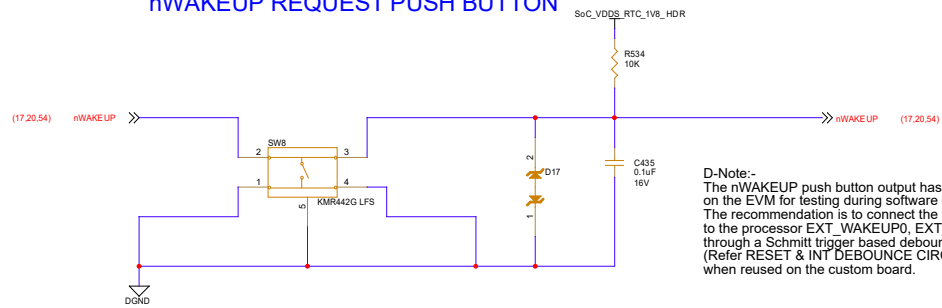 nWAKEUP REQUEST PUSH BUTTON
SoC_VDDS_RTC_1V8_HDR
R534
10K
(17,20,54) nWAKEUP
nWAKEUP (17,20,54)
SW8
2
3
1
4
5
KMR442G LFS
2
D17
1
C435
0.1uF
16V
DGND
D-Note:-
The nWAKEUP push button output has
on the EVM for testing during software
The recommendation is to connect the
to the processor EXT_WAKEUP0, EXT_
through a Schmitt trigger based debour
(Refer RESET & INT DEBOUNCE CIRC
when reused on the custom board.